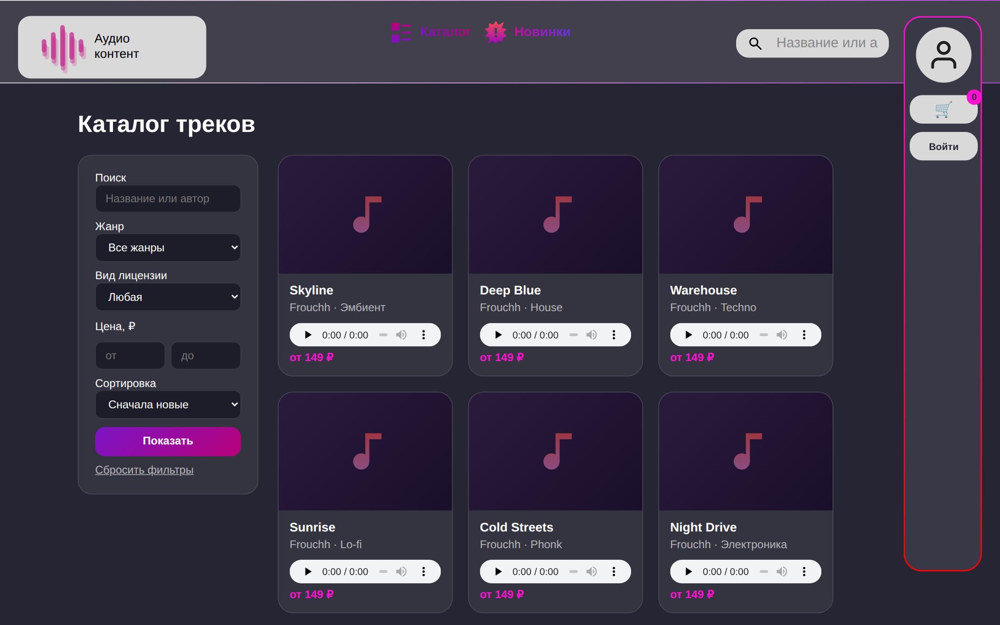 Аудио
контент
Каталог
Новинки
Название или а
0
Войти
Каталог треков
Поиск
Название или автор
Жанр
Все жанры
Вид лицензии
Любая
Цена, ₽
от
до
Сортировка
Сначала новые
Показать
Сбросить фильтры
Skyline
Frouchh · Эмбиент
0:00 / 0:00
от 149 ₽
Deep Blue
Frouchh · House
0:00 / 0:00
от 149 ₽
Warehouse
Frouchh · Techno
0:00 / 0:00
от 149 ₽
Sunrise
Frouchh · Lo-fi
0:00 / 0:00
от 149 ₽
Cold Streets
Frouchh · Phonk
0:00 / 0:00
от 149 ₽
Night Drive
Frouchh · Электроника
0:00 / 0:00
от 149 ₽